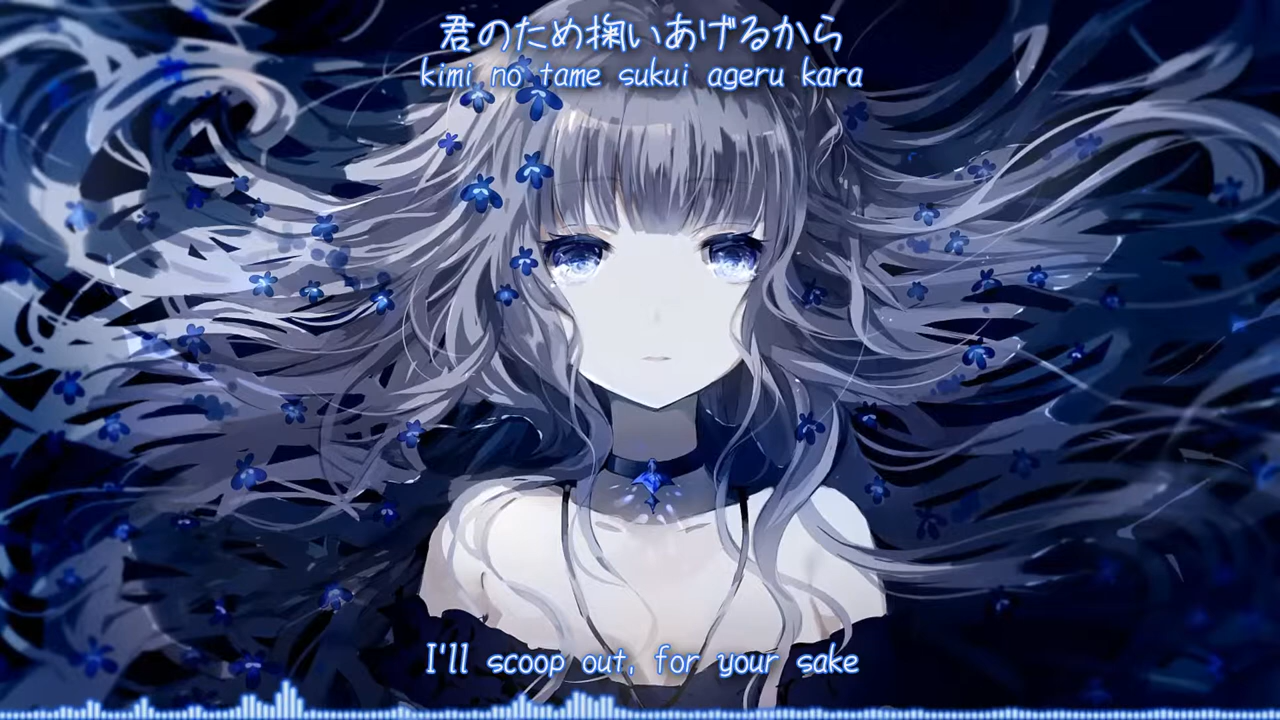 君のため掬いあげるから
kimi no tame sukui ageru kara
I'll scoop out, for your sake